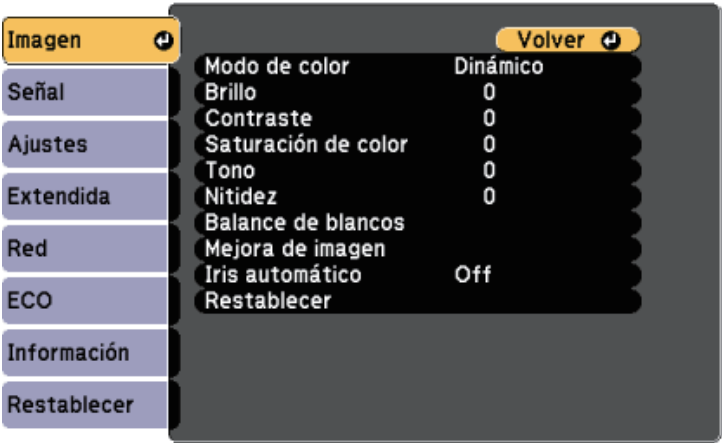 Imagen
Señal
Ajustes
Extendida
Red
ECO
Información
Restablecer
Volver
Modo de color Dinámico
Brillo 0
Contraste 0
Saturación de color 0
Tono 0
Nitidez 0
Balance de blancos
Mejora de imagen
Iris automático Off
Restablecer